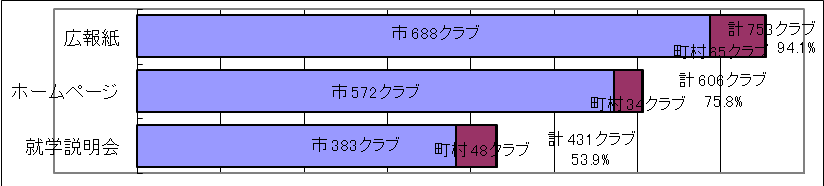 広報紙
市 688クラブ
町村 65クラブ
計 753クラブ
94.1%
ホームページ
市 572クラブ
町村 34クラブ
計 606クラブ
75.8%
就学説明会
市 383クラブ
町村 48クラブ
計 431クラブ
53.9%